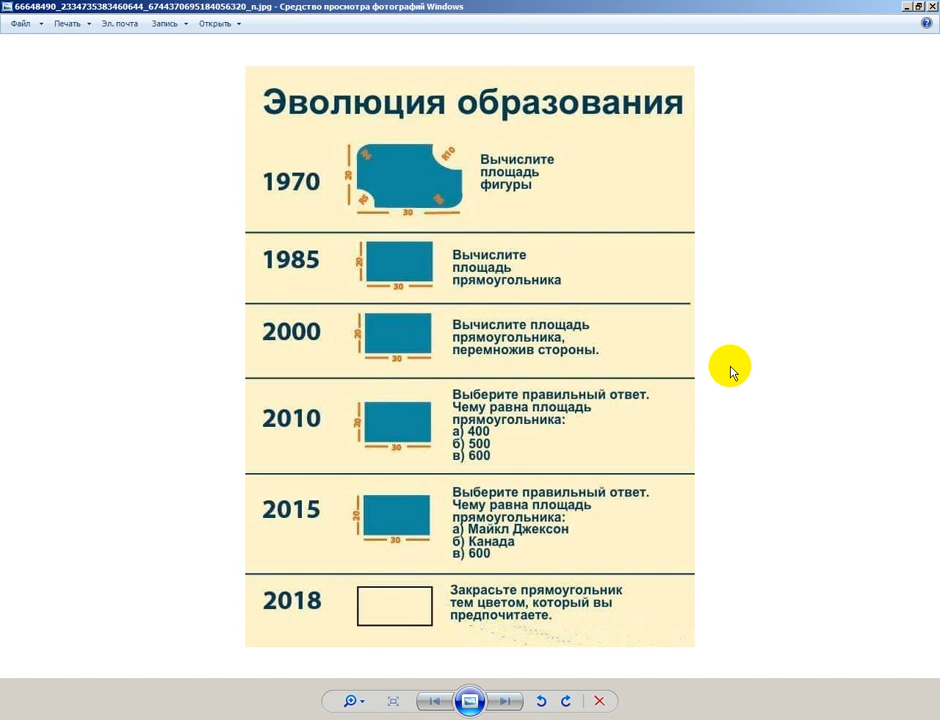 66648490_2334735383460644_6744370695184056320_n.jpg - Средство просмотра фотографий Windows
Файл Печать Эл. почта Запись Открыть
Эволюция образования
1970
20
30
R10
Вычислите
площадь
фигуры
1985
20
30
Вычислите
площадь
прямоугольника
2000
20
30
Вычислите площадь
прямоугольника,
перемножив стороны.
2010
20
30
Выберите правильный ответ.
Чему равна площадь
прямоугольника:
а) 400
б) 500
в) 600
2015
20
30
Выберите правильный ответ.
Чему равна площадь
прямоугольника:
а) Майкл Джексон
б) Канада
в) 600
2018
Закрасьте прямоугольник
тем цветом, который вы
предпочитаете.